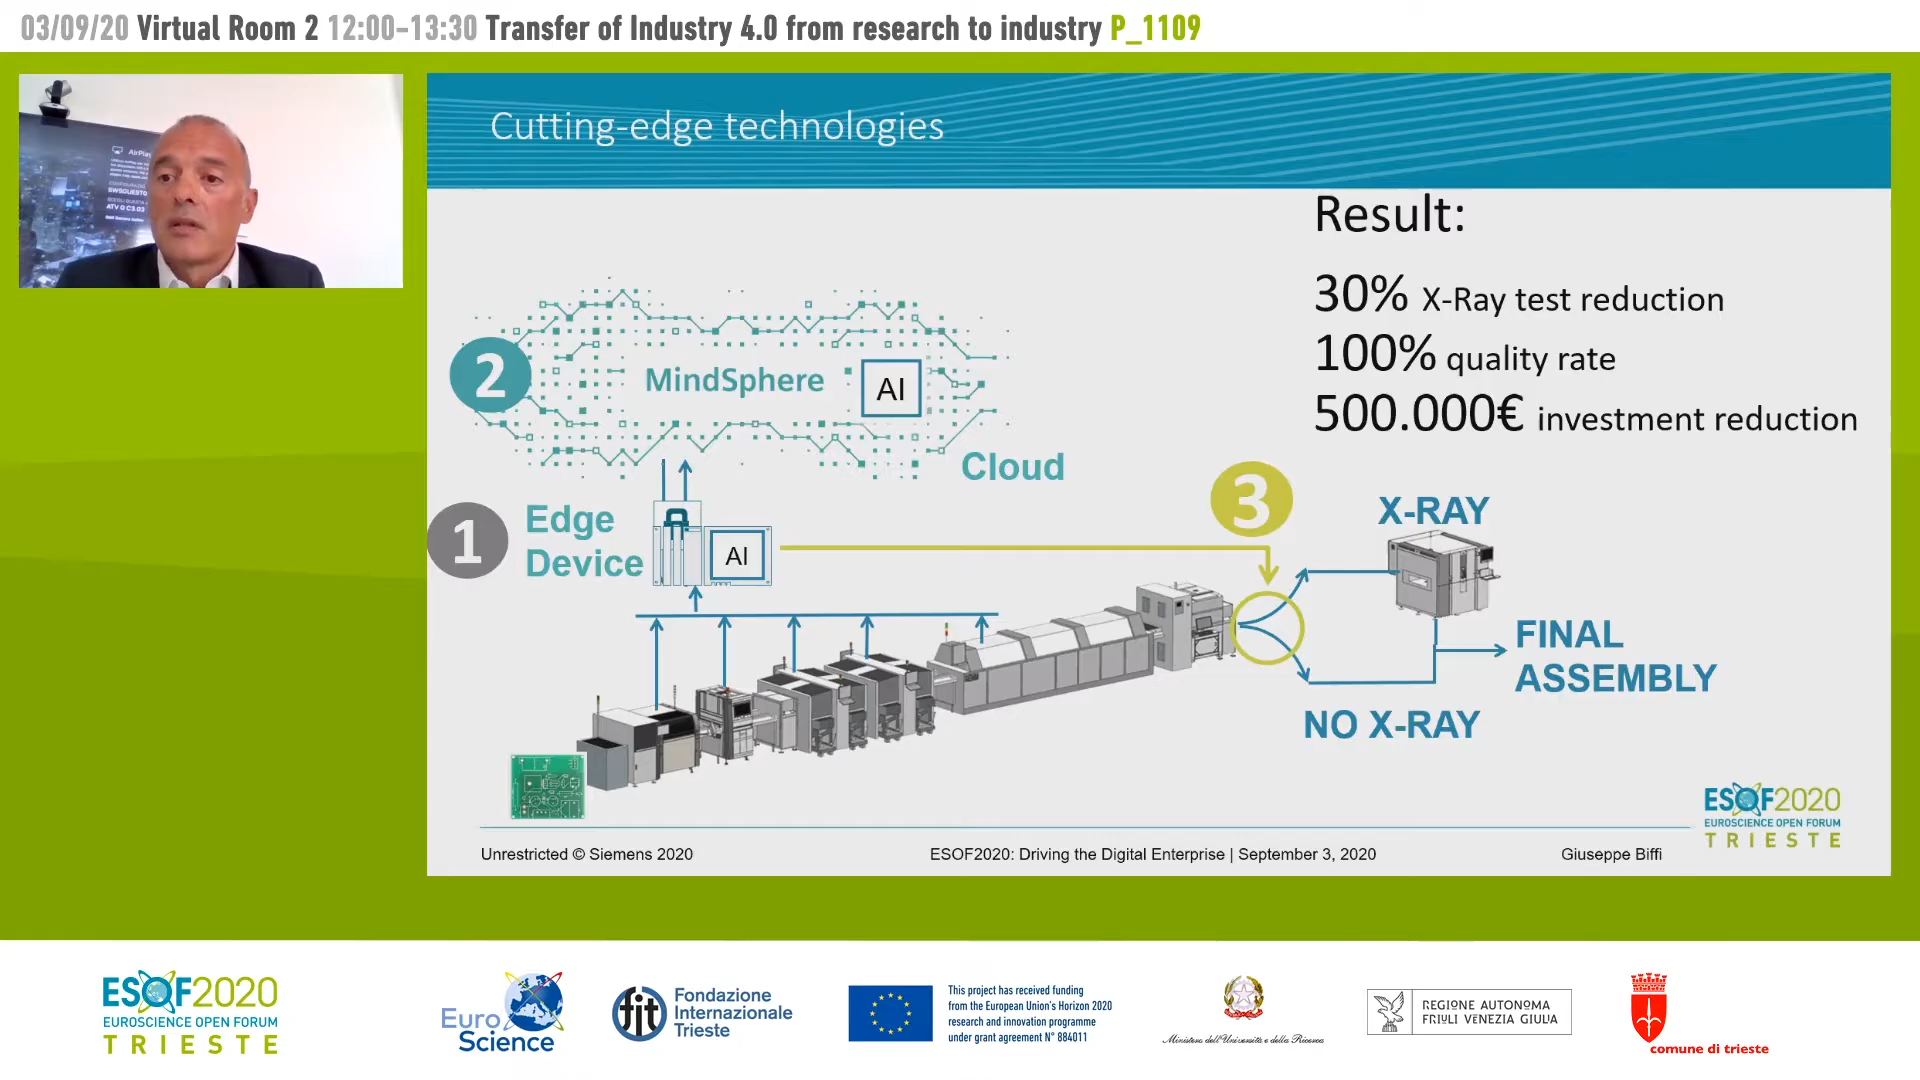 03/09/20 Virtual Room 2 12:00-13:30 Transfer of Industry 4.0 from research to industry P_1109
AirPlay
ATV G C3.03
Cutting-edge technologies
Result:
30% X-Ray test reduction
100% quality rate
500.000€ investment reduction
2
MindSphere
AI
Cloud
1
Edge
Device
AI
3
X-RAY
FINAL
ASSEMBLY
NO X-RAY
ESOF2020
EUROSCIENCE OPEN FORUM
TRIESTE
Unrestricted © Siemens 2020
ESOF2020: Driving the Digital Enterprise | September 3, 2020
Giuseppe Biffi
ESOF2020
EUROSCIENCE OPEN FORUM
TRIESTE
Euro
Science
fit
Fondazione
Internazionale
Trieste
This project has received funding
from the European Union's Horizon 2020
research and innovation programme
under grant agreement N° 884011
Ministero dell'Università e della Ricerca
REGIONE AUTONOMA
FRIULI VENEZIA GIULIA
comune di trieste